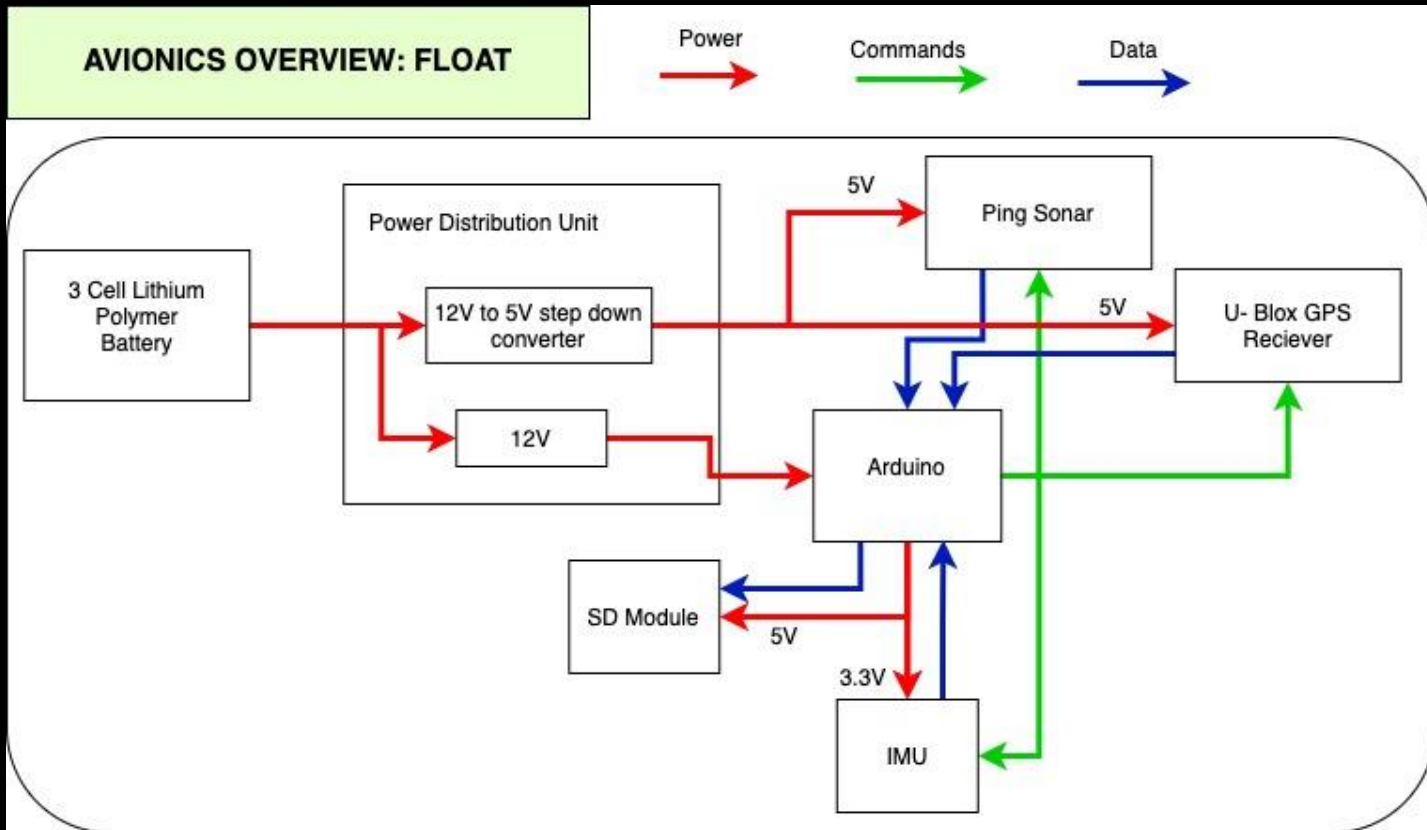 AVIONICS OVERVIEW: FLOAT
Power
Commands
Data
5V
Ping Sonar
Power Distribution Unit
3 Cell Lithium
Polymer
Battery
12V to 5V step down
converter
5V
U- Blox GPS
Reciever
12V
Arduino
SD Module
5V
3.3V
IMU